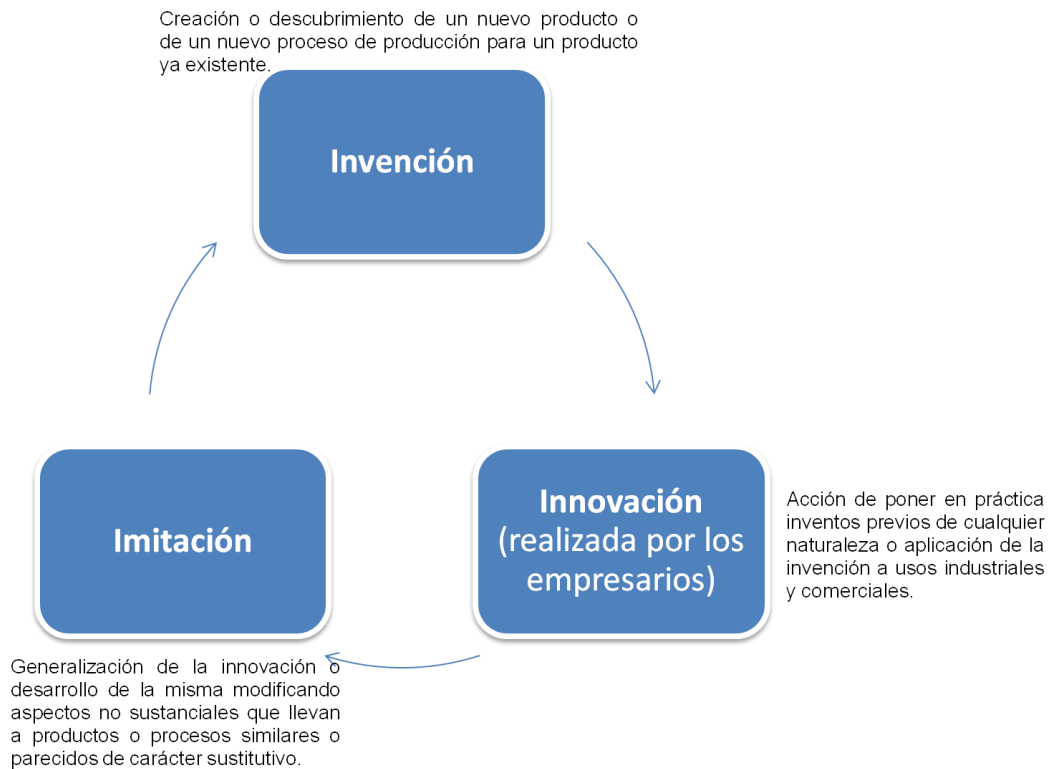 Creación o descubrimiento de un nuevo producto o
de un nuevo proceso de producción para un producto
ya existente.
Invención
Innovación
(realizada por los
empresarios)
Acción de poner en práctica
inventos previos de cualquier
naturaleza o aplicación de la
invención a usos industriales
y comerciales.
Imitación
Generalización de la innovación o
desarrollo de la misma modificando
aspectos no sustanciales que llevan
a productos o procesos similares o
parecidos de carácter sustitutivo.